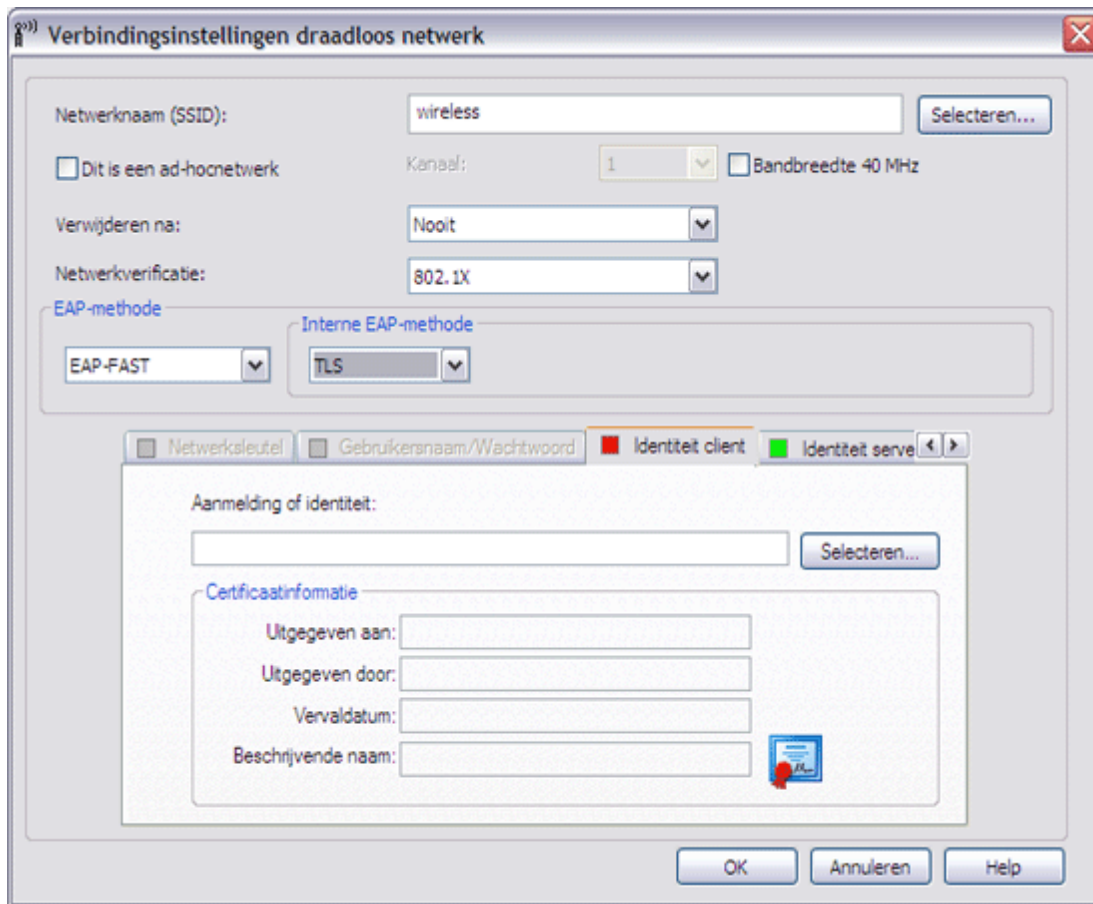 Verbindingsinstellingen draadloos netwerk
Netwerknaam (SSID): wireless Selecteren...
Dit is een ad-hocnetwerk Kanaal: 1 Bandbreedte 40 MHz
Verwijderen na: Nooit
Netwerkverificatie: 802.1X
EAP-methode
Interne EAP-methode
EAP-FAST TLS
Netwerksleutel Gebruikersnaam/Wachtwoord Identiteit client Identiteit serve
Aanmelding of identiteit:
Selecteren...
Certificaatinformatie
Uitgegeven aan:
Uitgegeven door:
Vervaldatum:
Beschrijvende naam:
OK Annuleren Help